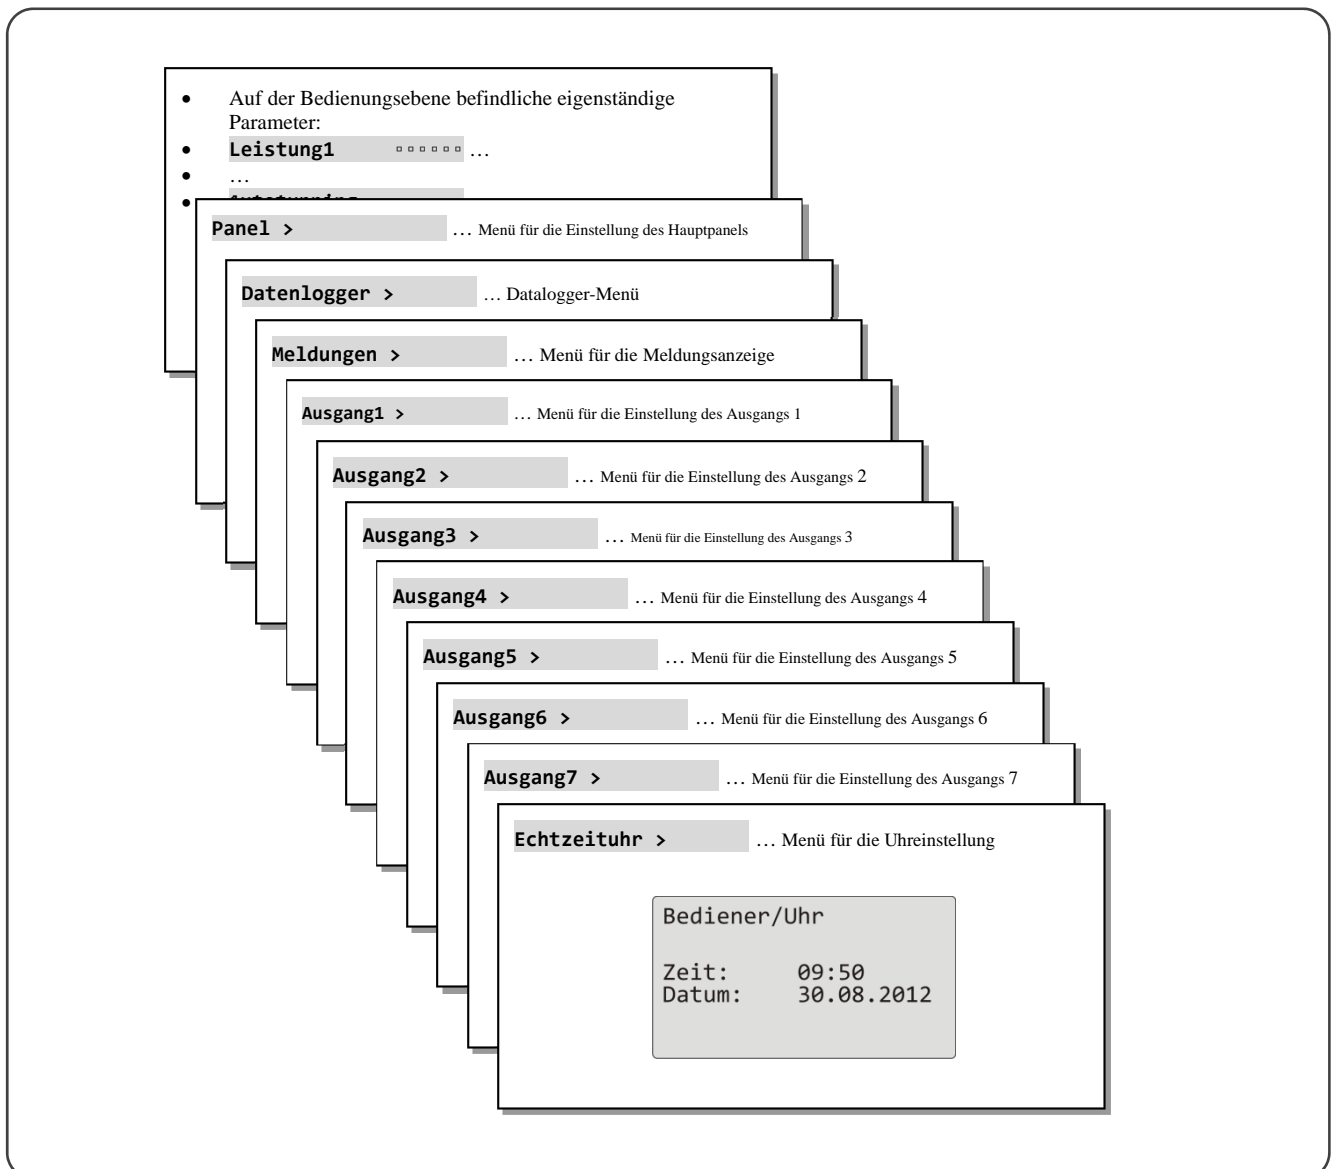 • Auf der Bedienungsebene befindliche eigenständige
Parameter:
• Leistung1 ▫▫▫▫▫▫ …
• …
•
Panel > … Menü für die Einstellung des Hauptpanels
Datenlogger > … Datalogger-Menü
Meldungen > … Menü für die Meldungsanzeige
Ausgang1 > … Menü für die Einstellung des Ausgangs 1
Ausgang2 > … Menü für die Einstellung des Ausgangs 2
Ausgang3 > … Menü für die Einstellung des Ausgangs 3
Ausgang4 > … Menü für die Einstellung des Ausgangs 4
Ausgang5 > … Menü für die Einstellung des Ausgangs 5
Ausgang6 > … Menü für die Einstellung des Ausgangs 6
Ausgang7 > … Menü für die Einstellung des Ausgangs 7
Echtzeituhr > … Menü für die Uhreinstellung
Bediener/Uhr
Zeit: 09:50
Datum: 30.08.2012